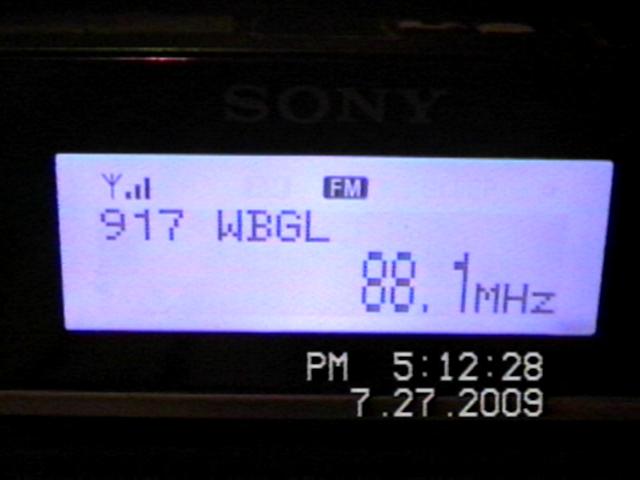 SONY
FM
917 WBGL
88.1MHz
PM 5:12:28
7.27.2009